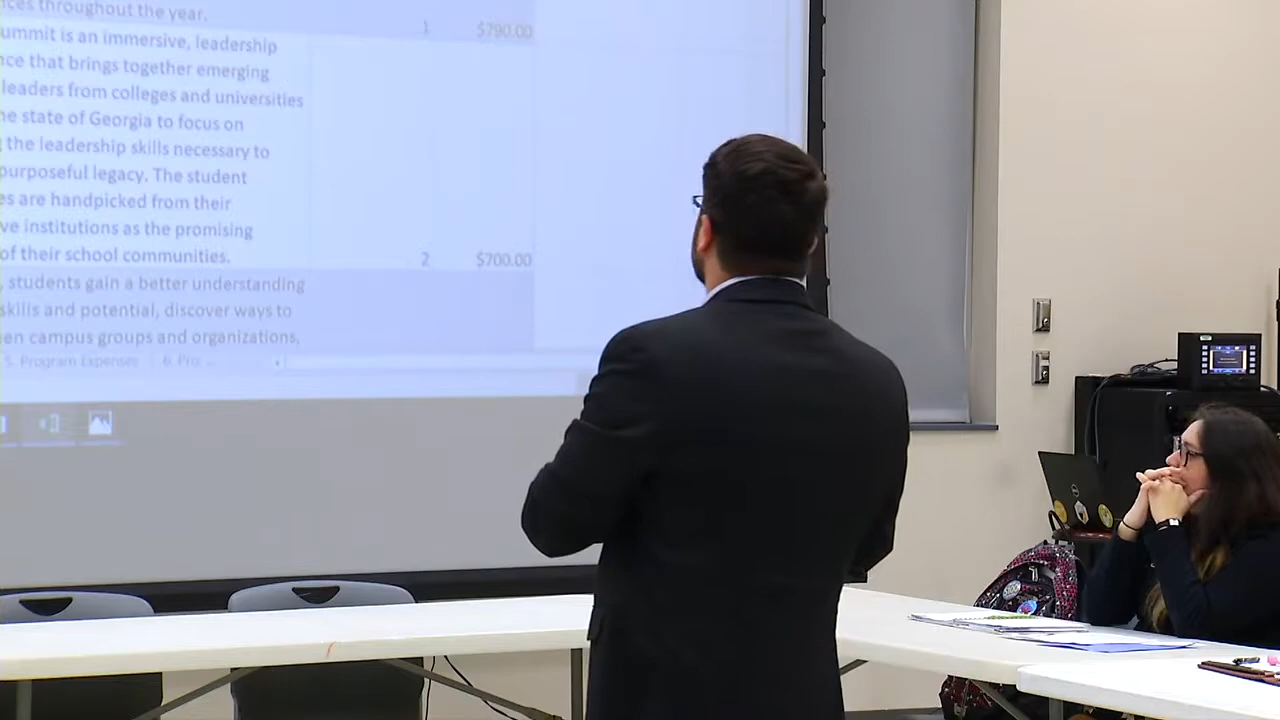 ces throughout the year.
1 $790.00
ummit is an immersive, leadership
nce that brings together emerging
leaders from colleges and universities
he state of Georgia to focus on
the leadership skills necessary to
purposeful legacy. The student
es are handpicked from their
ve institutions as the promising
of their school communities.
2 $700.00
, students gain a better understanding
skills and potential, discover ways to
en campus groups and organizations,
5. Program Expenses 6. Pro ...